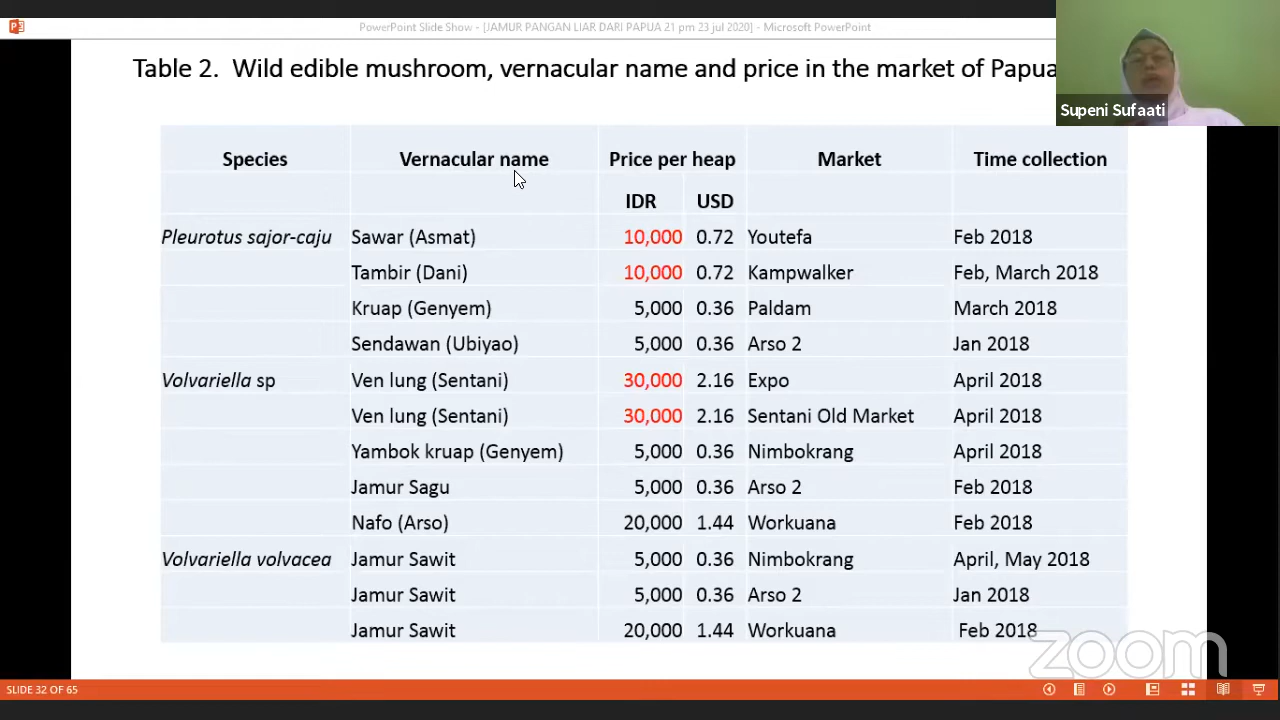 PowerPoint Slide Show - [JAMUR PANGAN LIAR DARI PAPUA 21 pm 23 jul 2020] - Microsoft PowerPoint
Table 2. Wild edible mushroom, vernacular name and price in the market of Papua
Supeni Sufaati
Species Vernacular name Price per heap Market Time collection
IDR USD
Pleurotus sajor-caju Sawar (Asmat) 10,000 0.72 Youtefa Feb 2018
Tambir (Dani) 10,000 0.72 Kampwalker Feb, March 2018
Kruap (Genyem) 5,000 0.36 Paldam March 2018
Sendawan (Ubiyao) 5,000 0.36 Arso 2 Jan 2018
Volvariella sp Ven lung (Sentani) 30,000 2.16 Expo April 2018
Ven lung (Sentani) 30,000 2.16 Sentani Old Market April 2018
Yambok kruap (Genyem) 5,000 0.36 Nimbokrang April 2018
Jamur Sagu 5,000 0.36 Arso 2 Feb 2018
Nafo (Arso) 20,000 1.44 Workuana Feb 2018
Volvariella volvacea Jamur Sawit 5,000 0.36 Nimbokrang April, May 2018
Jamur Sawit 5,000 0.36 Arso 2 Jan 2018
Jamur Sawit 20,000 1.44 Workuana Feb 2018
zoom
SLIDE 32 OF 65